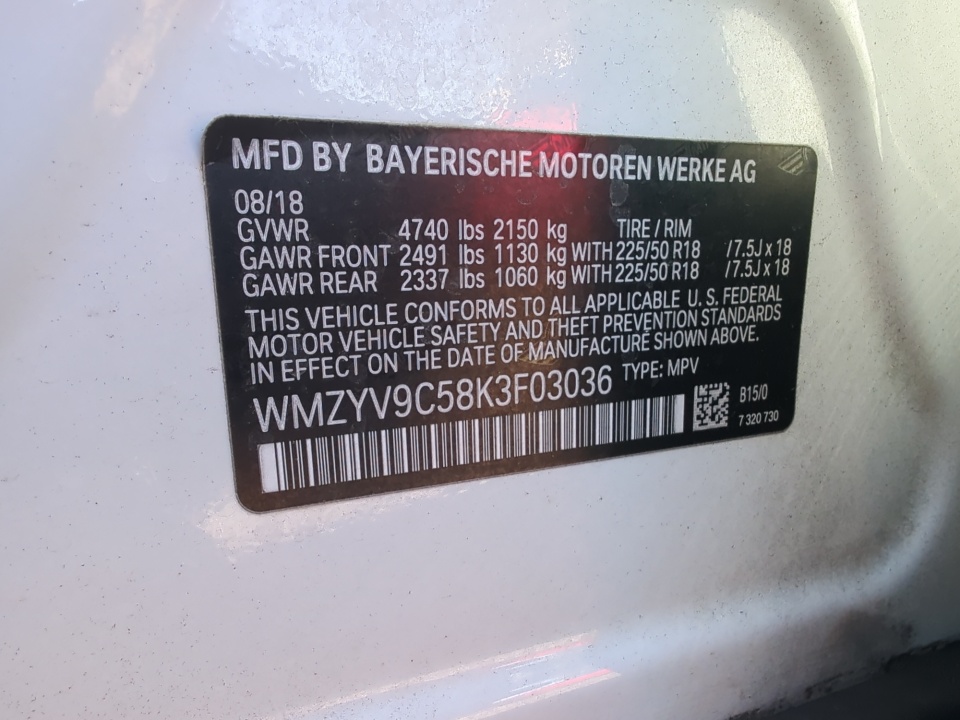 MFD BY BAYERISCHE MOTOREN WERKE AG
08/18
GVWR 4740 lbs 2150 kg TIRE / RIM
GAWR FRONT 2491 lbs 1130 kg WITH 225/50 R18 /7.5J x 18
GAWR REAR 2337 lbs 1060 kg WITH 225/50 R18 /7.5J x 18
THIS VEHICLE CONFORMS TO ALL APPLICABLE U. S. FEDERAL
MOTOR VEHICLE SAFETY AND THEFT PREVENTION STANDARDS
IN EFFECT ON THE DATE OF MANUFACTURE SHOWN ABOVE.
WMZYV9C58K3F03036 TYPE: MPV
B15/0
7 320 730